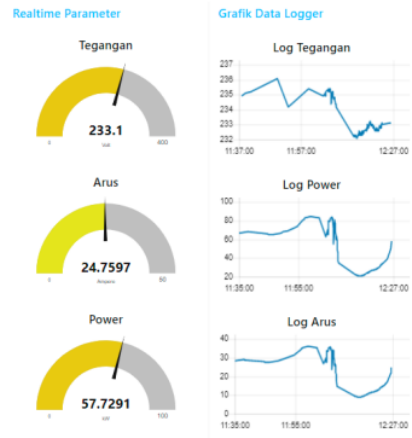 Realtime Parameter
Tegangan
233.1
Volt
0
400
Arus
24.7597
Ampere
0
50
Power
57.7291
0
100
Grafik Data Logger
Log Tegangan
237
236
235
234
233
232
11:37:00 11:57:00 12:27:00
Log Power
100
80
60
40
20
11:35:00 11:55:00 12:27:00
Log Arus
40
30
20
10
0
11:35:00 11:55:00 12:27:00